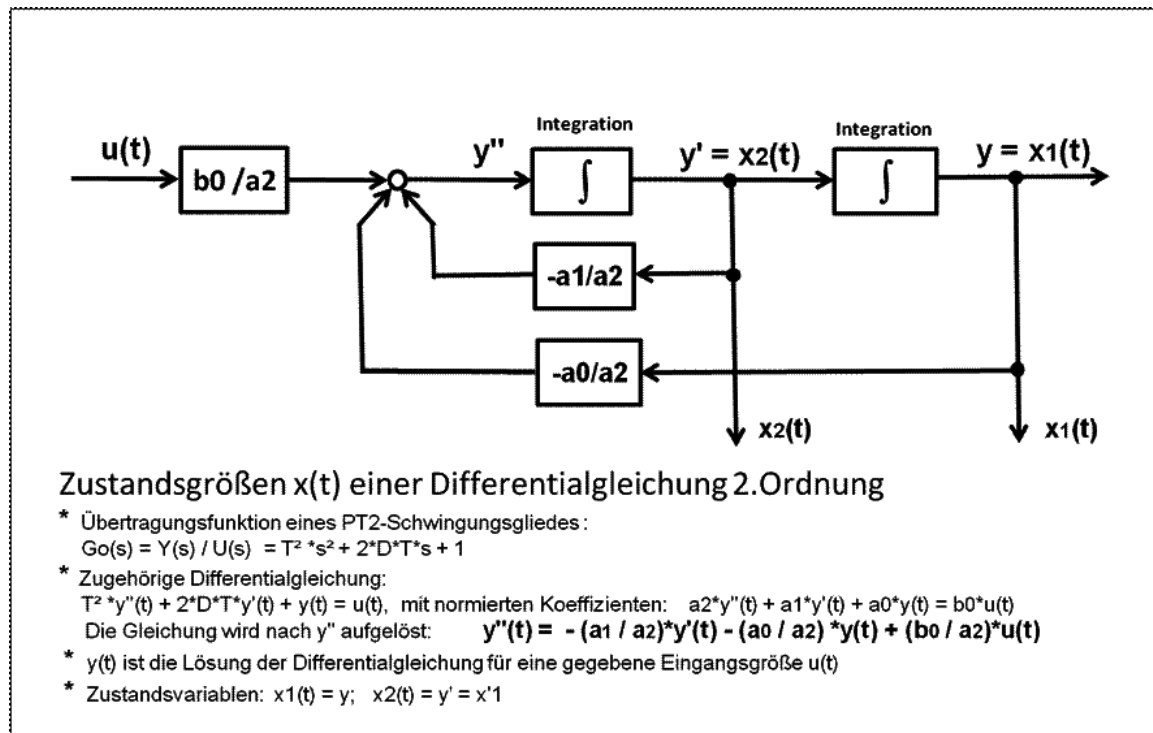 Integration
Integration
u(t)
y''
y' = x2(t)
y = x1(t)
b0 /a2
∫
∫
-a1/a2
-a0/a2
x2(t)
x1(t)
Zustandsgrößen x(t) einer Differentialgleichung 2.Ordnung
* Übertragungsfunktion eines PT2-Schwingungsgliedes :
Go(s) = Y(s) / U(s) = T² *s² + 2*D*T*s + 1
* Zugehörige Differentialgleichung:
T² *y''(t) + 2*D*T*y'(t) + y(t) = u(t), mit normierten Koeffizienten: a2*y''(t) + a1*y'(t) + a0*y(t) = b0*u(t)
Die Gleichung wird nach y'' aufgelöst: y''(t) = - (a1 / a2)*y'(t) - (a0 / a2) *y(t) + (b0 / a2)*u(t)
* y(t) ist die Lösung der Differentialgleichung für eine gegebene Eingangsgröße u(t)
* Zustandsvariablen: x1(t) = y; x2(t) = y' = x'1